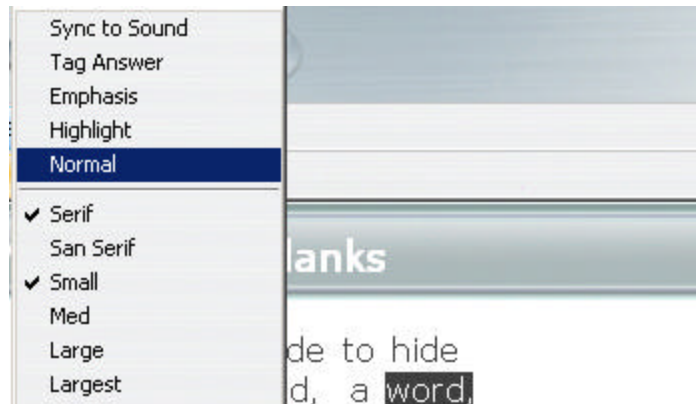 Sync to Sound
Tag Answer
Emphasis
Highlight
Normal
✔ Serif
San Serif
✔ Small
Med
Large
Largest
lanks
de to hide
d, a word,